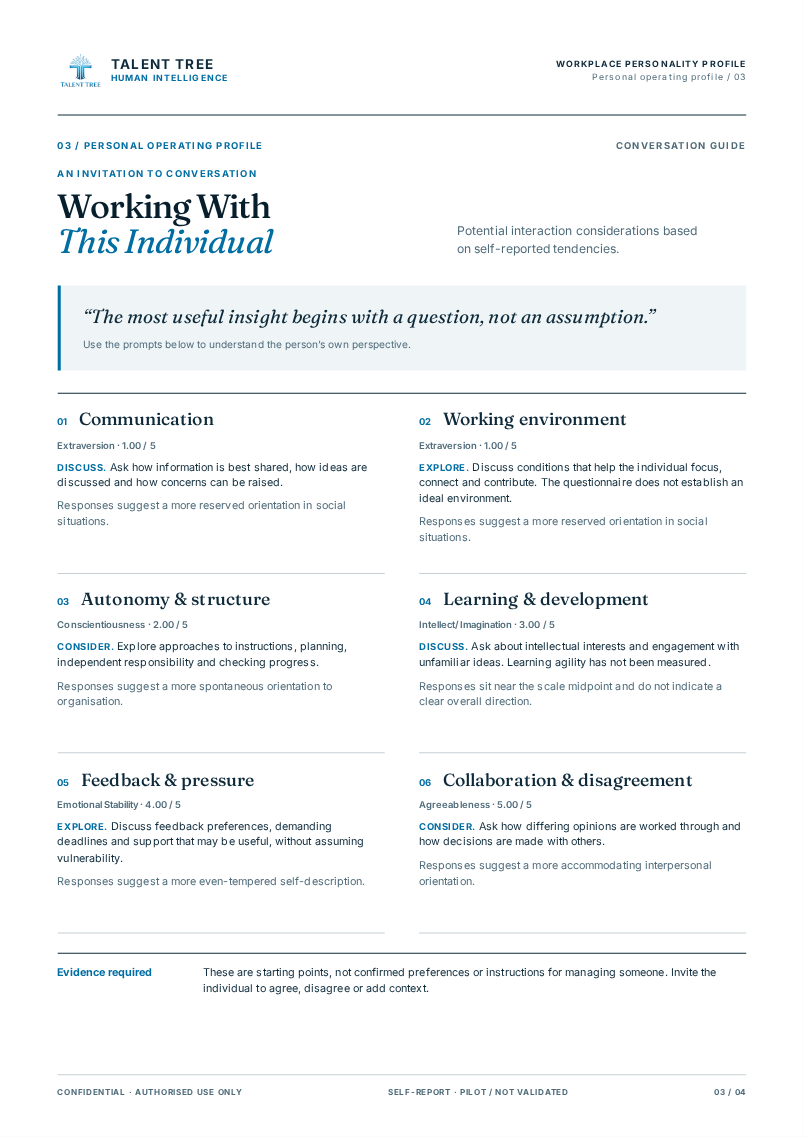 TALENT TREE
TALENT TREE
HUMAN INTELLIGENCE
WORKPLACE PERSONALITY PROFILE
Personal operating profile / 03
03 / PERSONAL OPERATING PROFILE
CONVERSATION GUIDE
AN INVITATION TO CONVERSATION
Working With
This Individual
Potential interaction considerations based
on self-reported tendencies.
“The most useful insight begins with a question, not an assumption.”
Use the prompts below to understand the person’s own perspective.
01 Communication
Extraversion · 1.00 / 5
DISCUSS. Ask how information is best shared, how ideas are
discussed and how concerns can be raised.
Responses suggest a more reserved orientation in social
situations.
02 Working environment
Extraversion · 1.00 / 5
EXPLORE. Discuss conditions that help the individual focus,
connect and contribute. The questionnaire does not establish an
ideal environment.
Responses suggest a more reserved orientation in social
situations.
03 Autonomy & structure
Conscientiousness · 2.00 / 5
CONSIDER. Explore approaches to instructions, planning,
independent responsibility and checking progress.
Responses suggest a more spontaneous orientation to
organisation.
04 Learning & development
Intellect/Imagination · 3.00 / 5
DISCUSS. Ask about intellectual interests and engagement with
unfamiliar ideas. Learning agility has not been measured.
Responses sit near the scale midpoint and do not indicate a
clear overall direction.
05 Feedback & pressure
Emotional Stability · 4.00 / 5
EXPLORE. Discuss feedback preferences, demanding
deadlines and support that may be useful, without assuming
vulnerability.
Responses suggest a more even-tempered self-description.
06 Collaboration & disagreement
Agreeableness · 5.00 / 5
CONSIDER. Ask how differing opinions are worked through and
how decisions are made with others.
Responses suggest a more accommodating interpersonal
orientation.
Evidence required
These are starting points, not confirmed preferences or instructions for managing someone. Invite the
individual to agree, disagree or add context.
CONFIDENTIAL · AUTHORISED USE ONLY
SELF-REPORT · PILOT / NOT VALIDATED
03 / 04